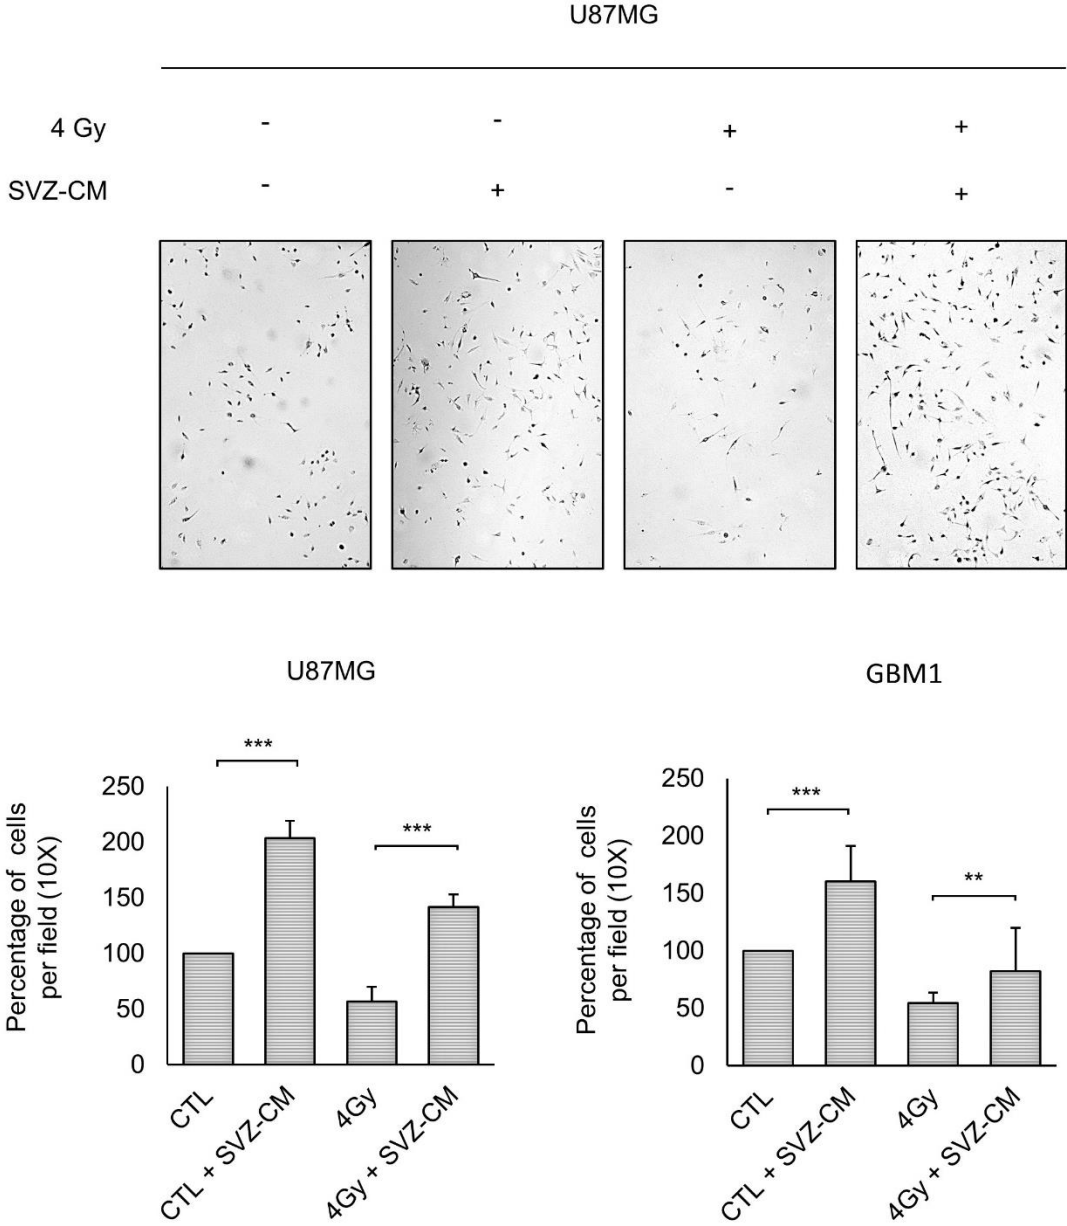 U87MG
4 Gy - - + +
SVZ-CM - + - +
U87MG
GBM1
Percentage of cells
per field (10X)
250
200
150
100
50
0
***
***
CTL
CTL + SVZ-CM
4Gy
4Gy + SVZ-CM
Percentage of cells
per field (10X)
250
200
150
100
50
0
***
**
CTL
CTL + SVZ-CM
4Gy
4Gy + SVZ-CM